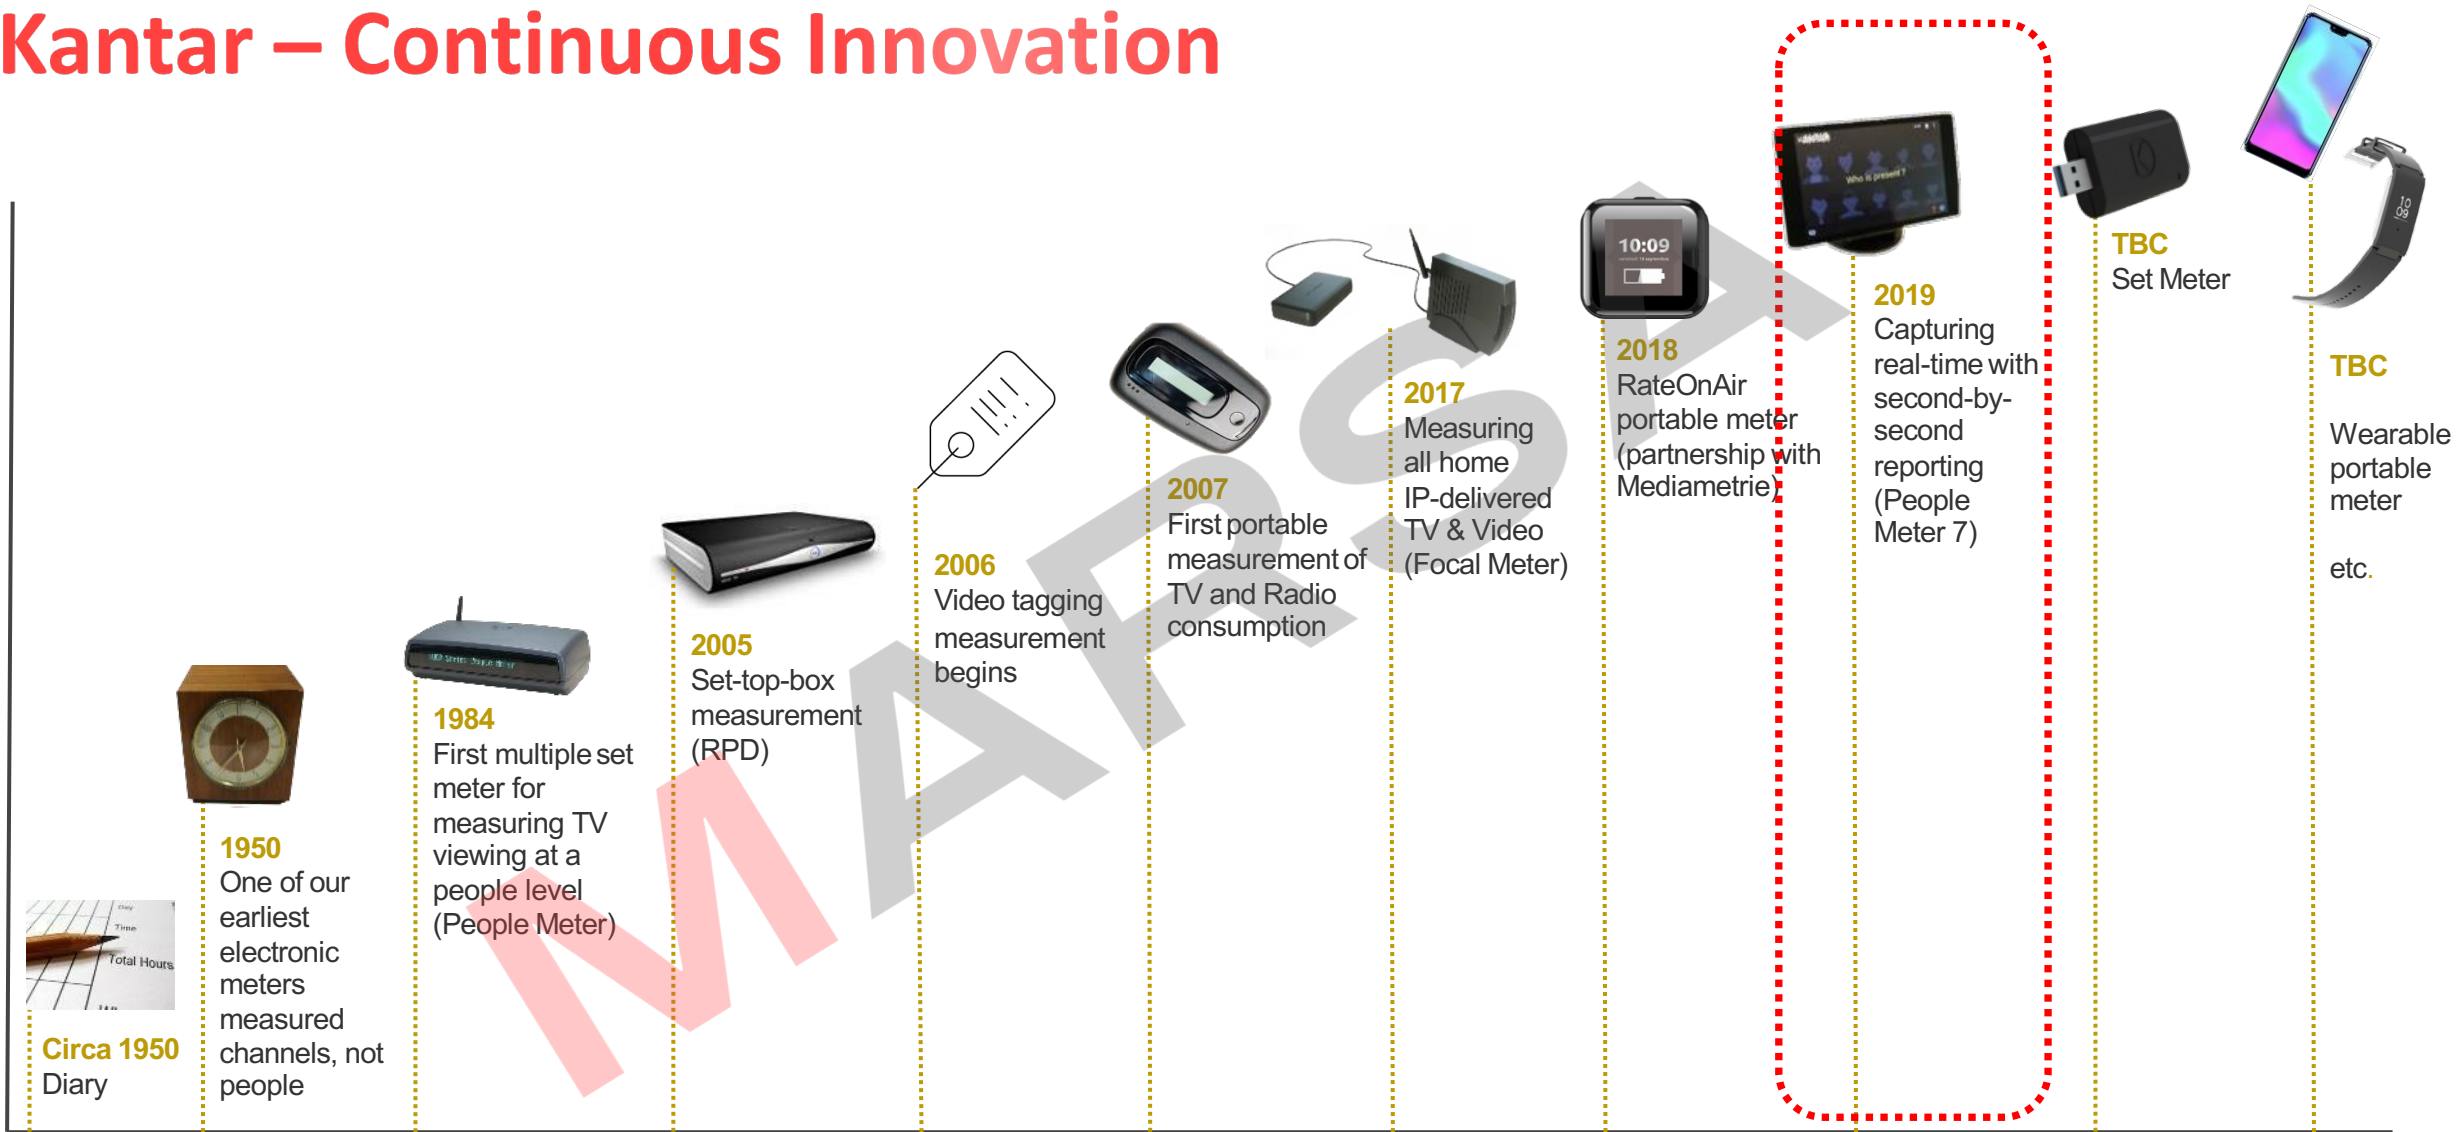 Kantar – Continuous Innovation
Day
Time
Total Hours
Circa 1950
Diary
1950
One of our
earliest
electronic
meters
measured
channels, not
people
1984
First multiple set
meter for
measuring TV
viewing at a
people level
(People Meter)
2005
Set-top-box
measurement
(RPD)
2006
Video tagging
measurement
begins
2007
First portable
measurement of
TV and Radio
consumption
2017
Measuring
all home
IP-delivered
TV & Video
(Focal Meter)
10:09
2018
RateOnAir
portable meter
(partnership with
Mediametrie)
Who is present?
2019
Capturing
real-time with
second-by-
second
reporting
(People
Meter 7)
TBC
Set Meter
10
09
TBC
Wearable
portable
meter
etc.
MARSA